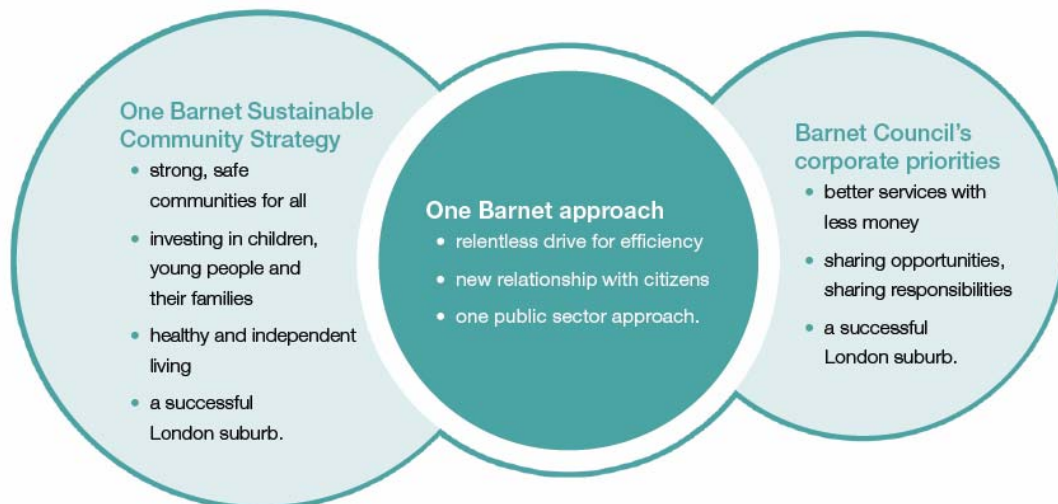 One Barnet Sustainable
Community Strategy
• strong, safe
communities for all
• investing in children,
young people and
their families
• healthy and independent
living
• a successful
London suburb.
One Barnet approach
• relentless drive for efficiency
• new relationship with citizens
• one public sector approach.
Barnet Council's
corporate priorities
• better services with
less money
• sharing opportunities,
sharing responsibilities
• a successful
London suburb.